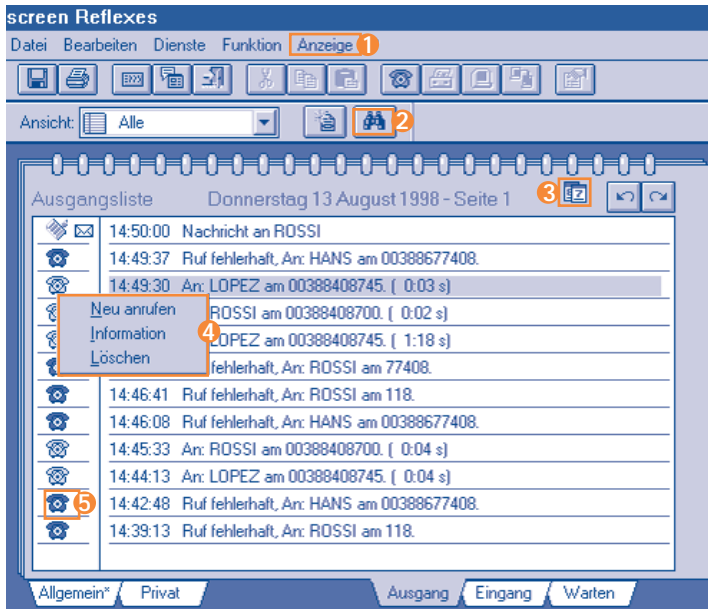 screen Reflexes
Datei Bearbeiten Dienste Funktion Anzeige 1
Ansicht: Alle 2
Ausgangsliste Donnerstag 13 August 1998 - Seite 1 3
14:50:00 Nachricht an ROSSI
14:49:37 Ruf fehlerhaft, An: HANS am 00388677408.
14:49:30 An: LOPEZ am 00388408745. ( 0:03 s)
Neu anrufen
ROSSI am 00388408700. ( 0:02 s)
Information 4
LOPEZ am 00388408745. ( 1:18 s)
Löschen
fehlerhaft, An: ROSSI am 77408.
14:46:41 Ruf fehlerhaft, An: ROSSI am 118.
14:46:08 Ruf fehlerhaft, An: HANS am 00388677408.
14:45:33 An: ROSSI am 00388408700. ( 0:04 s)
14:44:13 An: LOPEZ am 00388408745. ( 0:04 s)
5 14:42:48 Ruf fehlerhaft, An: HANS am 00388677408.
14:39:13 Ruf fehlerhaft, An: ROSSI am 118.
Allgemein* Privat Ausgang Eingang Warten